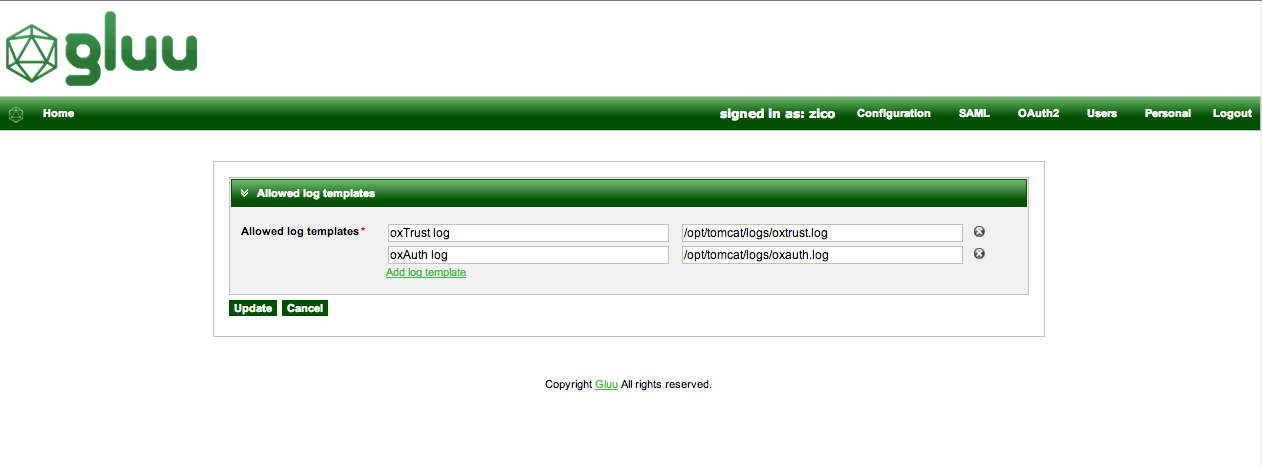 gluu
Home signed in as: zico Configuration SAML OAuth2 Users Personal Logout
Allowed log templates
Allowed log templates* oxTrust log /opt/tomcat/logs/oxtrust.log
oxAuth log /opt/tomcat/logs/oxauth.log
Add log template
Update Cancel
Copyright Gluu All rights reserved.